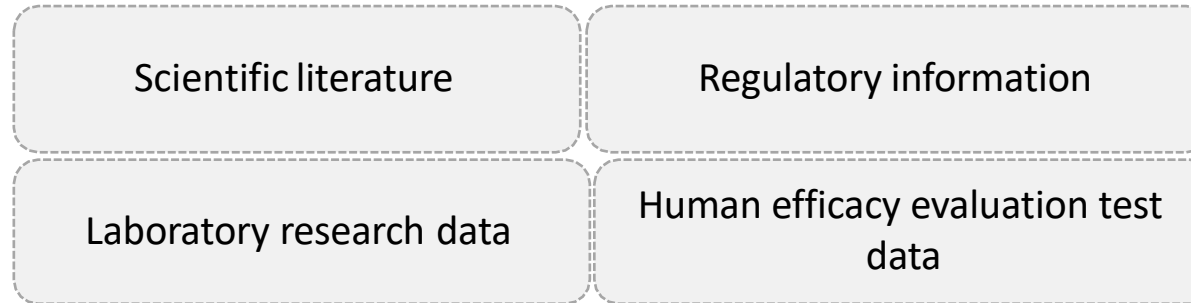 Scientific literature
Regulatory information
Laboratory research data
Human efficacy evaluation test
data